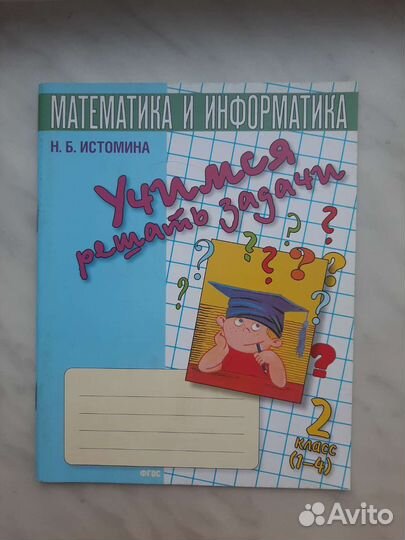 МАТЕМАТИКА И ИНФОРМАТИКА
Н. Б. ИСТОМИНА
Учимся
решать задачи
? ? ? ? ? ? ? ? ?
2
класс
(1–4)
ФГОС
Avito